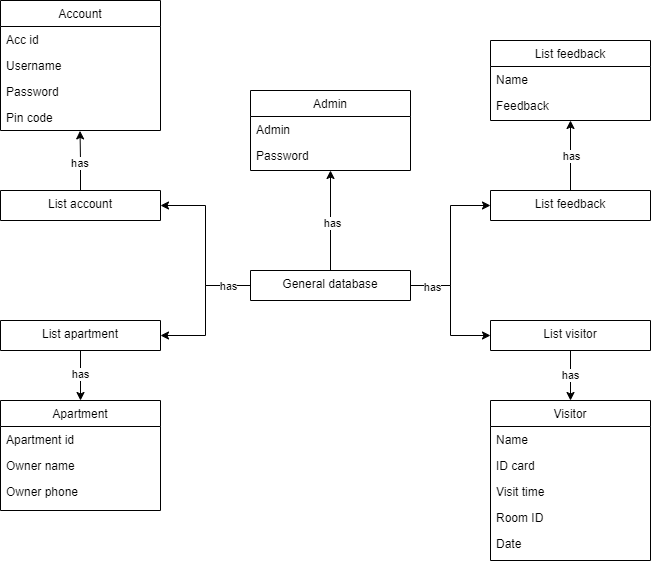 Account
Acc id
Username
Password
Pin code
has
List account
Admin
Admin
Password
has
General database
has
has
List feedback
Name
Feedback
has
List feedback
List apartment
has
Apartment
Apartment id
Owner name
Owner phone
List visitor
has
Visitor
Name
ID card
Visit time
Room ID
Date